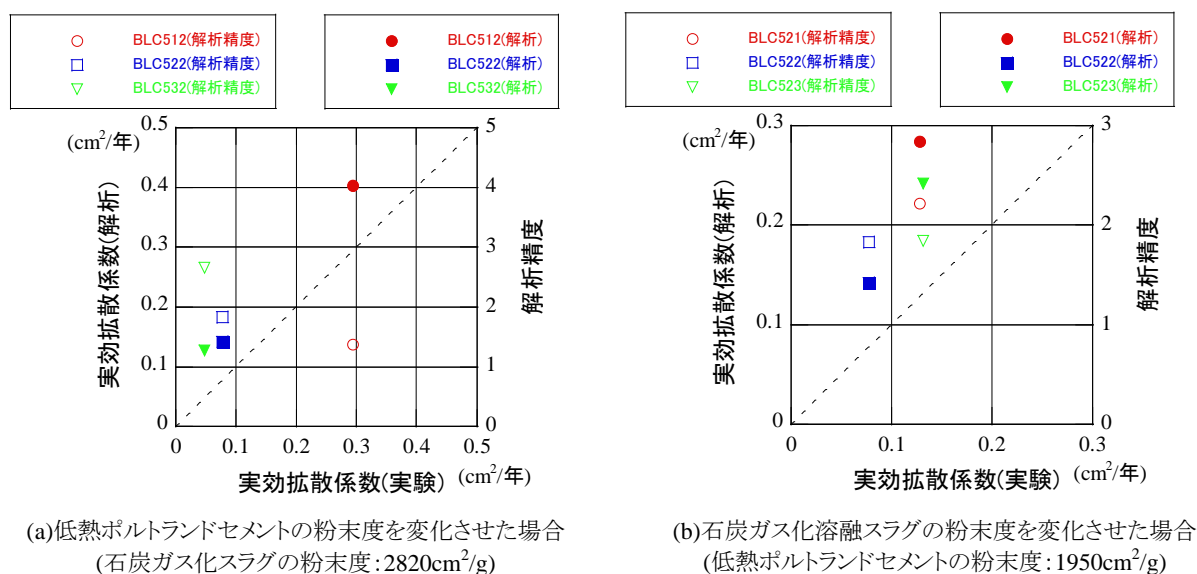 BLC512(解析精度)
BLC522(解析精度)
BLC532(解析精度)
BLC512(解析)
BLC522(解析)
BLC532(解析)
(cm²/年)
0.5
0.4
0.3
0.2
0.1
0
実効拡散係数(解析)
5
4
3
2
1
0
解析精度
0 0.1 0.2 0.3 0.4 0.5
実効拡散係数(実験) (cm²/年)
(a)低熱ポルトランドセメントの粉末度を変化させた場合
(石炭ガス化スラグの粉末度:2820cm²/g)
BLC521(解析精度)
BLC522(解析精度)
BLC523(解析精度)
BLC521(解析)
BLC522(解析)
BLC523(解析)
(cm²/年)
0.3
0.2
0.1
0
実効拡散係数(解析)
3
2
1
0
解析精度
0 0.1 0.2 0.3
実効拡散係数(実験) (cm²/年)
(b)石炭ガス化溶融スラグの粉末度を変化させた場合
(低熱ポルトランドセメントの粉末度:1950cm²/g)